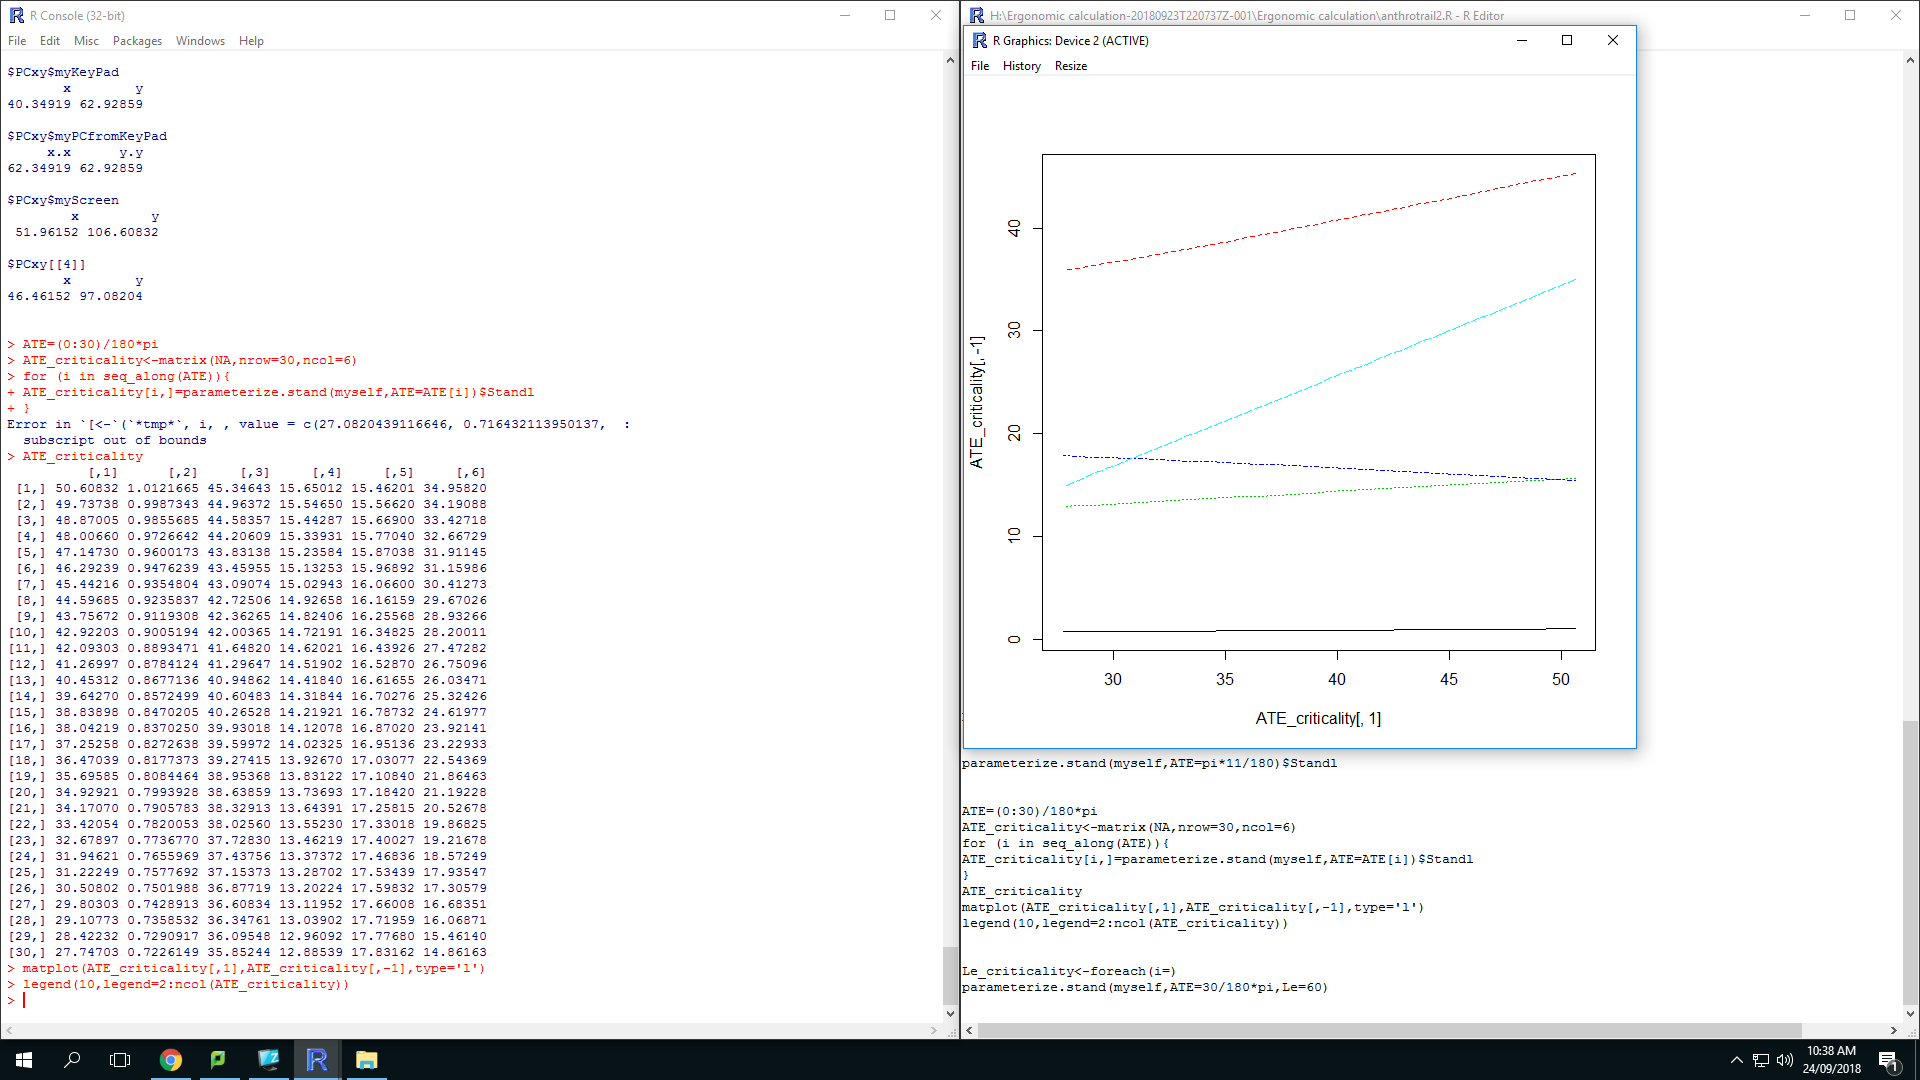 R Console (32-bit)
File Edit Misc Packages Windows Help
$PCxy$myKeyPad
x y
40.34919 62.92859
$PCxy$myPCfromKeyPad
x.x y.y
62.34919 62.92859
$PCxy$myScreen
x y
51.96152 106.60832
$PCxy[[4]]
x y
46.46152 97.08204
> ATE=(0:30)/180*pi
> ATE_criticality<-matrix(NA,nrow=30,ncol=6)
> for (i in seq_along(ATE)){
+ ATE_criticality[i,]=parameterize.stand(myself,ATE=ATE[i])$Standl
+ }
Error in `[<-`(`*tmp*`, i, , value = c(27.0820439116646, 0.716432113950137,  :
subscript out of bounds
> ATE_criticality
[,1] [,2] [,3] [,4] [,5] [,6]
[1,] 50.60832 1.0121665 45.34643 15.65012 15.46201 34.95820
[2,] 49.73738 0.9987343 44.96372 15.54650 15.56620 34.19088
[3,] 48.87005 0.9855685 44.58357 15.44287 15.66900 33.42718
[4,] 48.00660 0.9726642 44.20609 15.33931 15.77040 32.66729
[5,] 47.14730 0.9600173 43.83138 15.23584 15.87038 31.91145
[6,] 46.29239 0.9476239 43.45955 15.13253 15.96892 31.15986
[7,] 45.44216 0.9354804 43.09074 15.02943 16.06600 30.41273
[8,] 44.59685 0.9235837 42.72506 14.92658 16.16159 29.67026
[9,] 43.75672 0.9119308 42.36265 14.82406 16.25568 28.93266
[10,] 42.92203 0.9005194 42.00365 14.72191 16.34825 28.20011
[11,] 42.09303 0.8893471 41.64820 14.62021 16.43926 27.47282
[12,] 41.26997 0.8784124 41.29647 14.51902 16.52870 26.75096
[13,] 40.45312 0.8677136 40.94862 14.41840 16.61655 26.03471
[14,] 39.64270 0.8572499 40.60483 14.31844 16.70276 25.32426
[15,] 38.83898 0.8470205 40.26528 14.21921 16.78732 24.61977
[16,] 38.04219 0.8370250 39.93018 14.12078 16.87020 23.92141
[17,] 37.25258 0.8272638 39.59972 14.02325 16.95136 23.22933
[18,] 36.47039 0.8177373 39.27415 13.92670 17.03077 22.54369
[19,] 35.69585 0.8084464 38.95368 13.83122 17.10840 21.86463
[20,] 34.92921 0.7993928 38.63859 13.73693 17.18420 21.19228
[21,] 34.17070 0.7905783 38.32913 13.64391 17.25815 20.52678
[22,] 33.42054 0.7820053 38.02560 13.55230 17.33018 19.86825
[23,] 32.67897 0.7736770 37.72830 13.46219 17.40027 19.21678
[24,] 31.94621 0.7655969 37.43756 13.37372 17.46836 18.57249
[25,] 31.22249 0.7577692 37.15373 13.28702 17.53439 17.93547
[26,] 30.50802 0.7501988 36.87719 13.20224 17.59832 17.30579
[27,] 29.80303 0.7428913 36.60834 13.11952 17.66008 16.68351
[28,] 29.10773 0.7358532 36.34761 13.03902 17.71959 16.06871
[29,] 28.42232 0.7290917 36.09548 12.96092 17.77680 15.46140
[30,] 27.74703 0.7226149 35.85244 12.88539 17.83162 14.86163
> matplot(ATE_criticality[,1],ATE_criticality[,-1],type='l')
> legend(10,legend=2:ncol(ATE_criticality))
>
H:\Ergonomic calculation-20180923T220737Z-001\Ergonomic calculation\anthrotrail2.R - R Editor
R Graphics: Device 2 (ACTIVE)
File History Resize
ATE_criticality[, -1]
40
30
20
10
0
30 35 40 45 50
ATE_criticality[, 1]
parameterize.stand(myself,ATE=pi*11/180)$Standl
ATE=(0:30)/180*pi
ATE_criticality<-matrix(NA,nrow=30,ncol=6)
for (i in seq_along(ATE)){
ATE_criticality[i,]=parameterize.stand(myself,ATE=ATE[i])$Standl
}
ATE_criticality
matplot(ATE_criticality[,1],ATE_criticality[,-1],type='l')
legend(10,legend=2:ncol(ATE_criticality))
Le_criticality<-foreach(i=)
parameterize.stand(myself,ATE=30/180*pi,Le=60)
10:38 AM
24/09/2018
1